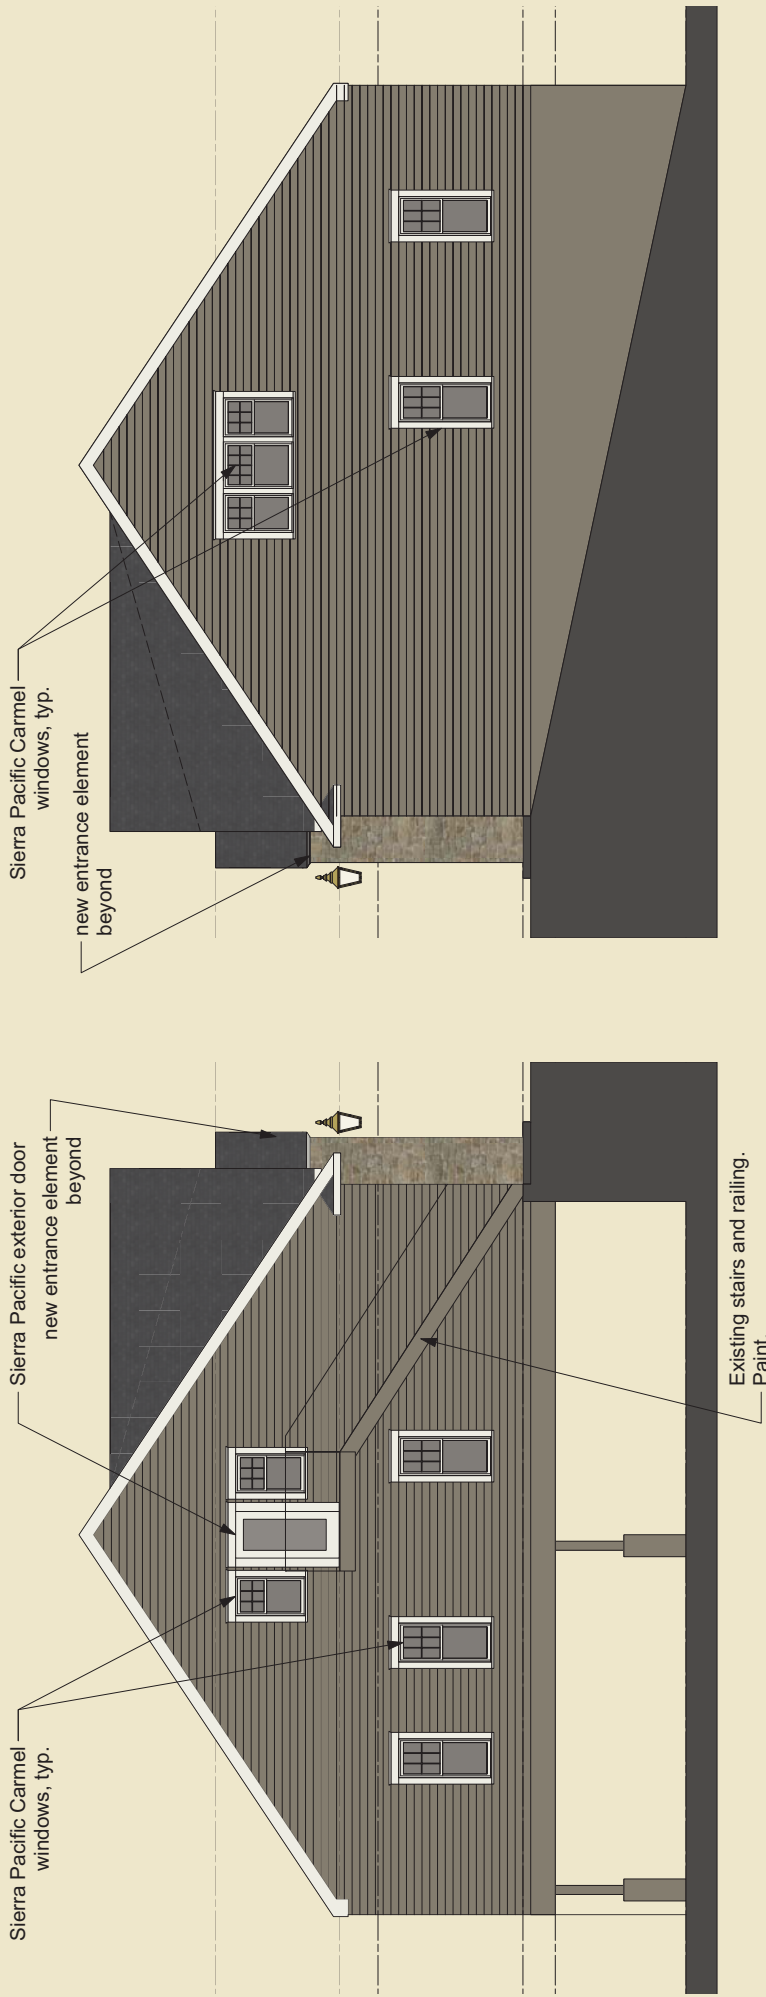 Sierra Pacific Carmel
windows, typ.
Sierra Pacific exterior door
new entrance element
beyond
Existing stairs and railing.
Paint.
Sierra Pacific Carmel
windows, typ.
new entrance element
beyond